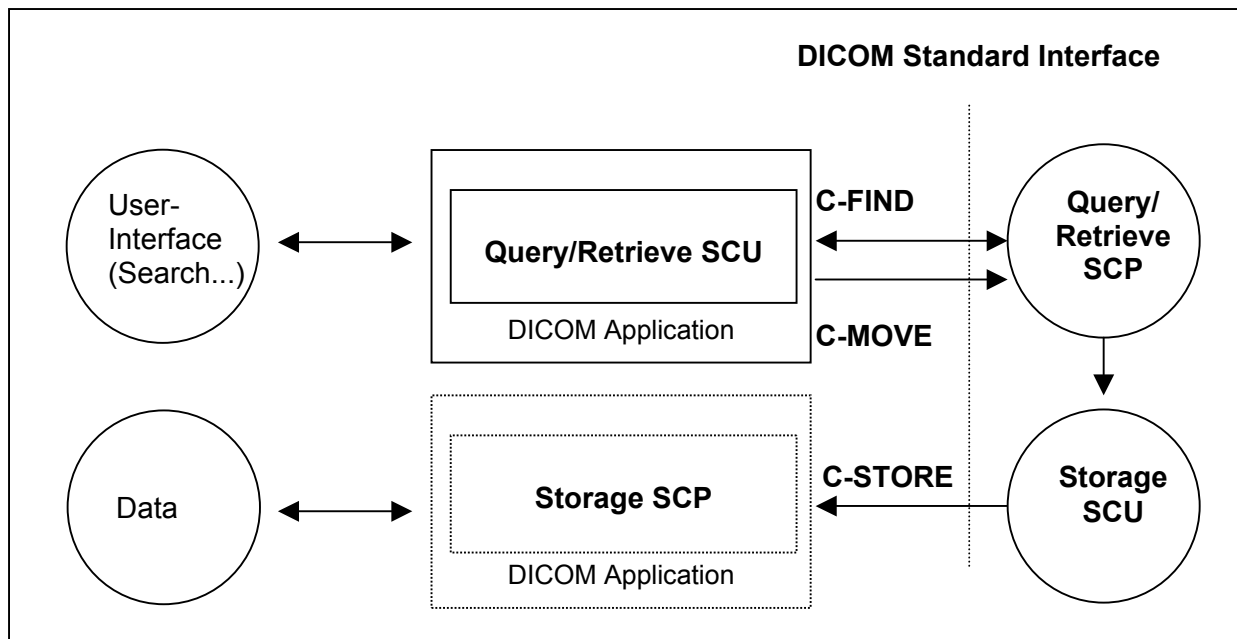 DICOM Standard Interface
User-
Interface
(Search...)
Query/Retrieve SCU
DICOM Application
C-FIND
C-MOVE
Query/
Retrieve
SCP
Data
Storage SCP
DICOM Application
C-STORE
Storage
SCU